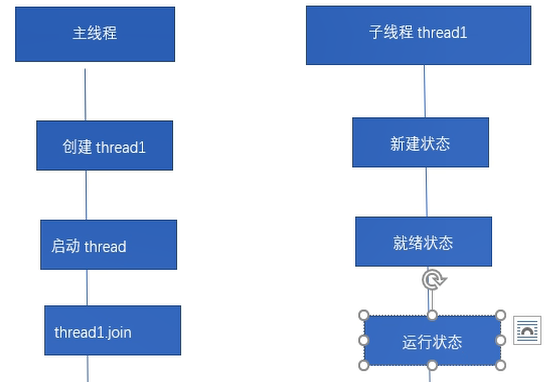 主线程
子线程 thread1
创建 thread1
新建状态
启动 thread
就绪状态
thread1.join
运行状态